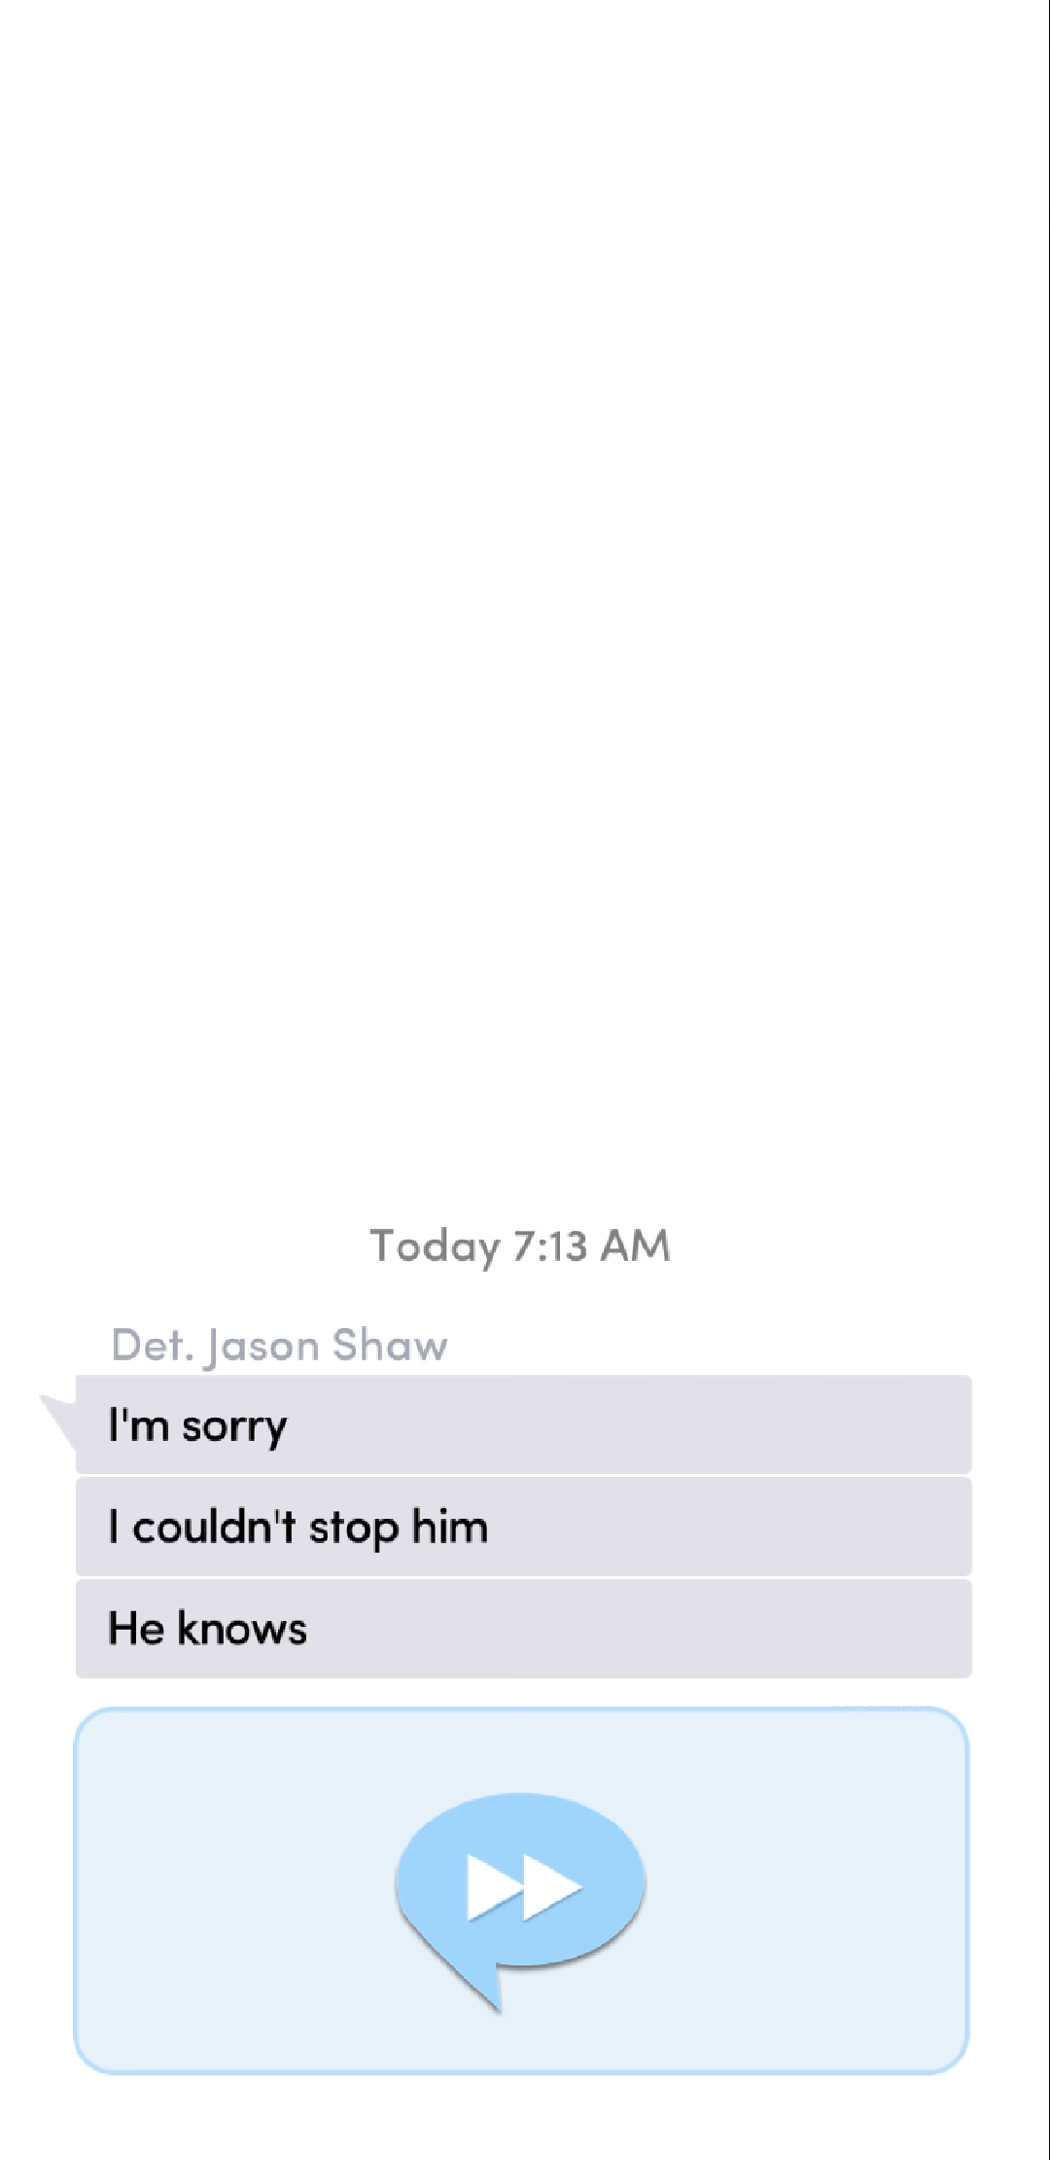 Today 7:13 AM
Det. Jason Shaw
I'm sorry
I couldn't stop him
He knows